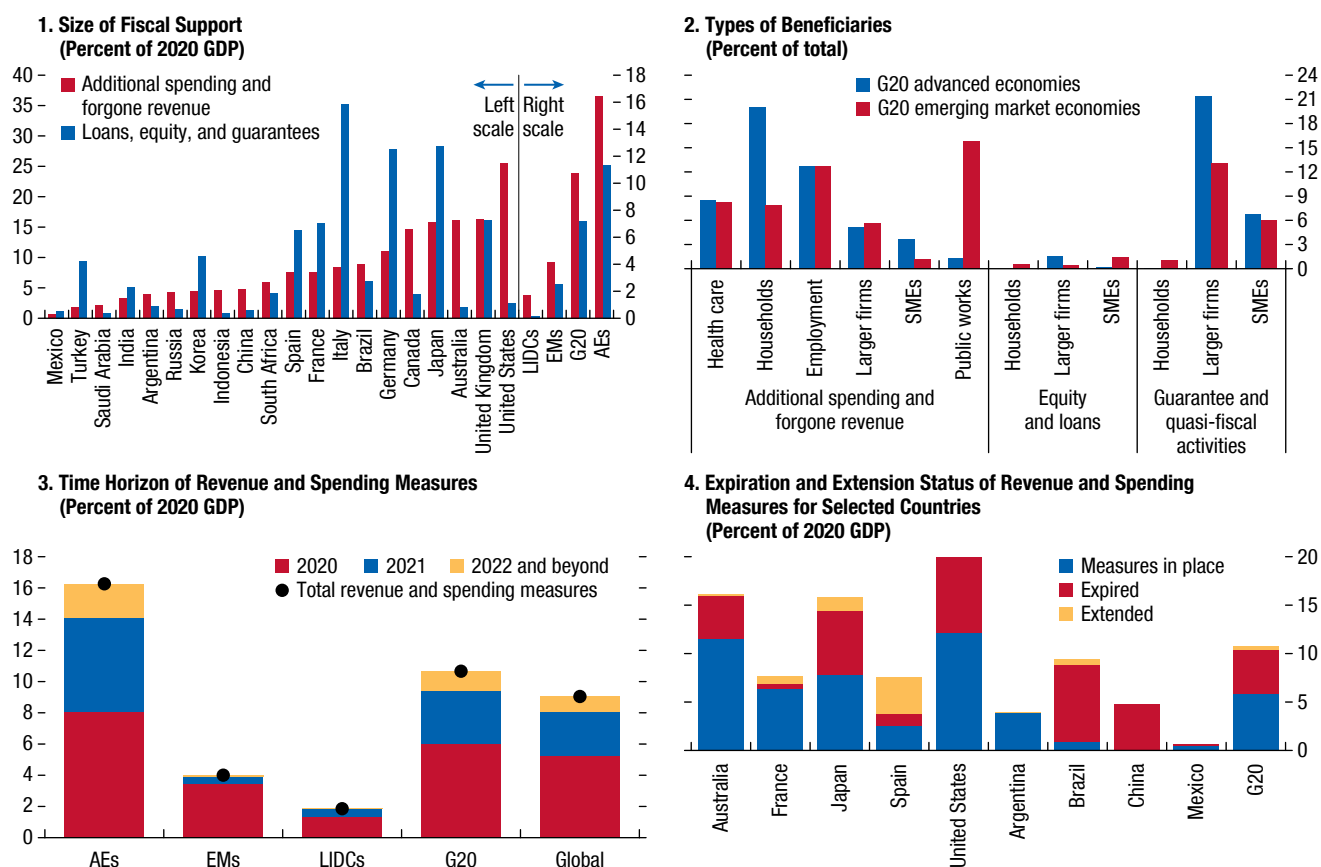 1. Size of Fiscal Support
(Percent of 2020 GDP)
40
35
30
25
20
15
10
5
0
Additional spending and
forgone revenue
Loans, equity, and guarantees
Left
scale
Right
scale
18
16
14
12
10
8
6
4
2
0
Mexico
Turkey
Saudi Arabia
India
Argentina
Russia
Korea
Indonesia
China
South Africa
Spain
France
Italy
Brazil
Germany
Canada
Japan
Australia
United Kingdom
United States
LIDCs
EMs
G20
AEs
2. Types of Beneficiaries
(Percent of total)
G20 advanced economies
G20 emerging market economies
24
21
18
15
12
9
6
3
0
Health care
Households
Employment
Larger firms
SMEs
Public works
Households
Larger firms
SMEs
Households
Larger firms
SMEs
Additional spending and
forgone revenue
Equity
and loans
Guarantee and
quasi-fiscal
activities
3. Time Horizon of Revenue and Spending Measures
(Percent of 2020 GDP)
18
16
14
12
10
8
6
4
2
0
2020
2021
2022 and beyond
Total revenue and spending measures
AEs
EMs
LIDCs
G20
Global
4. Expiration and Extension Status of Revenue and Spending
Measures for Selected Countries
(Percent of 2020 GDP)
Measures in place
Expired
Extended
20
15
10
5
0
Australia
France
Japan
Spain
United States
Argentina
Brazil
China
Mexico
G20